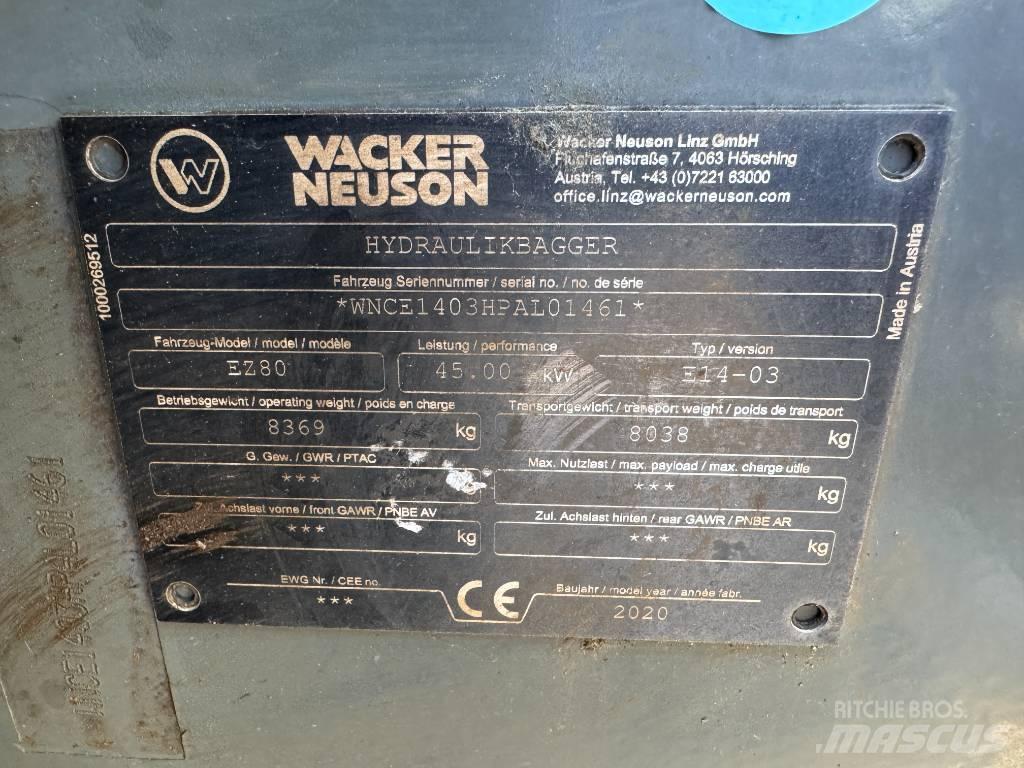 W
WACKER
NEUSON
Wacker Neuson Linz GmbH
Flughafenstraße 7, 4063 Hörsching
Austria, Tel. +43 (0)7221 63000
office.linz@wackerneuson.com
1000269512
Made in Austria
HYDRAULIKBAGGER
Fahrzeug Seriennummer / serial no. / no. de série
*WNCE1403HPAL01461*
Fahrzeug-Model / model / modèle
EZ80
Leistung / performance
45.00 kW
Typ / version
E14-03
Betriebsgewicht / operating weight / poids en charge
8369 kg
Transportgewicht / transport weight / poids de transport
8038 kg
G. Gew. / GWR / PTAC
***
Max. Nutzlast / max. payload / max. charge utile
*** kg
Zul. Achslast vorne / front GAWR / PNBE AV
*** kg
Zul. Achslast hinten / rear GAWR / PNBE AR
*** kg
EWG Nr. / CEE no.
***
CE
Baujahr / model year / année fabr.
2020
WNCE1403HPAL01461
RITCHIE BROS.
MASCUS